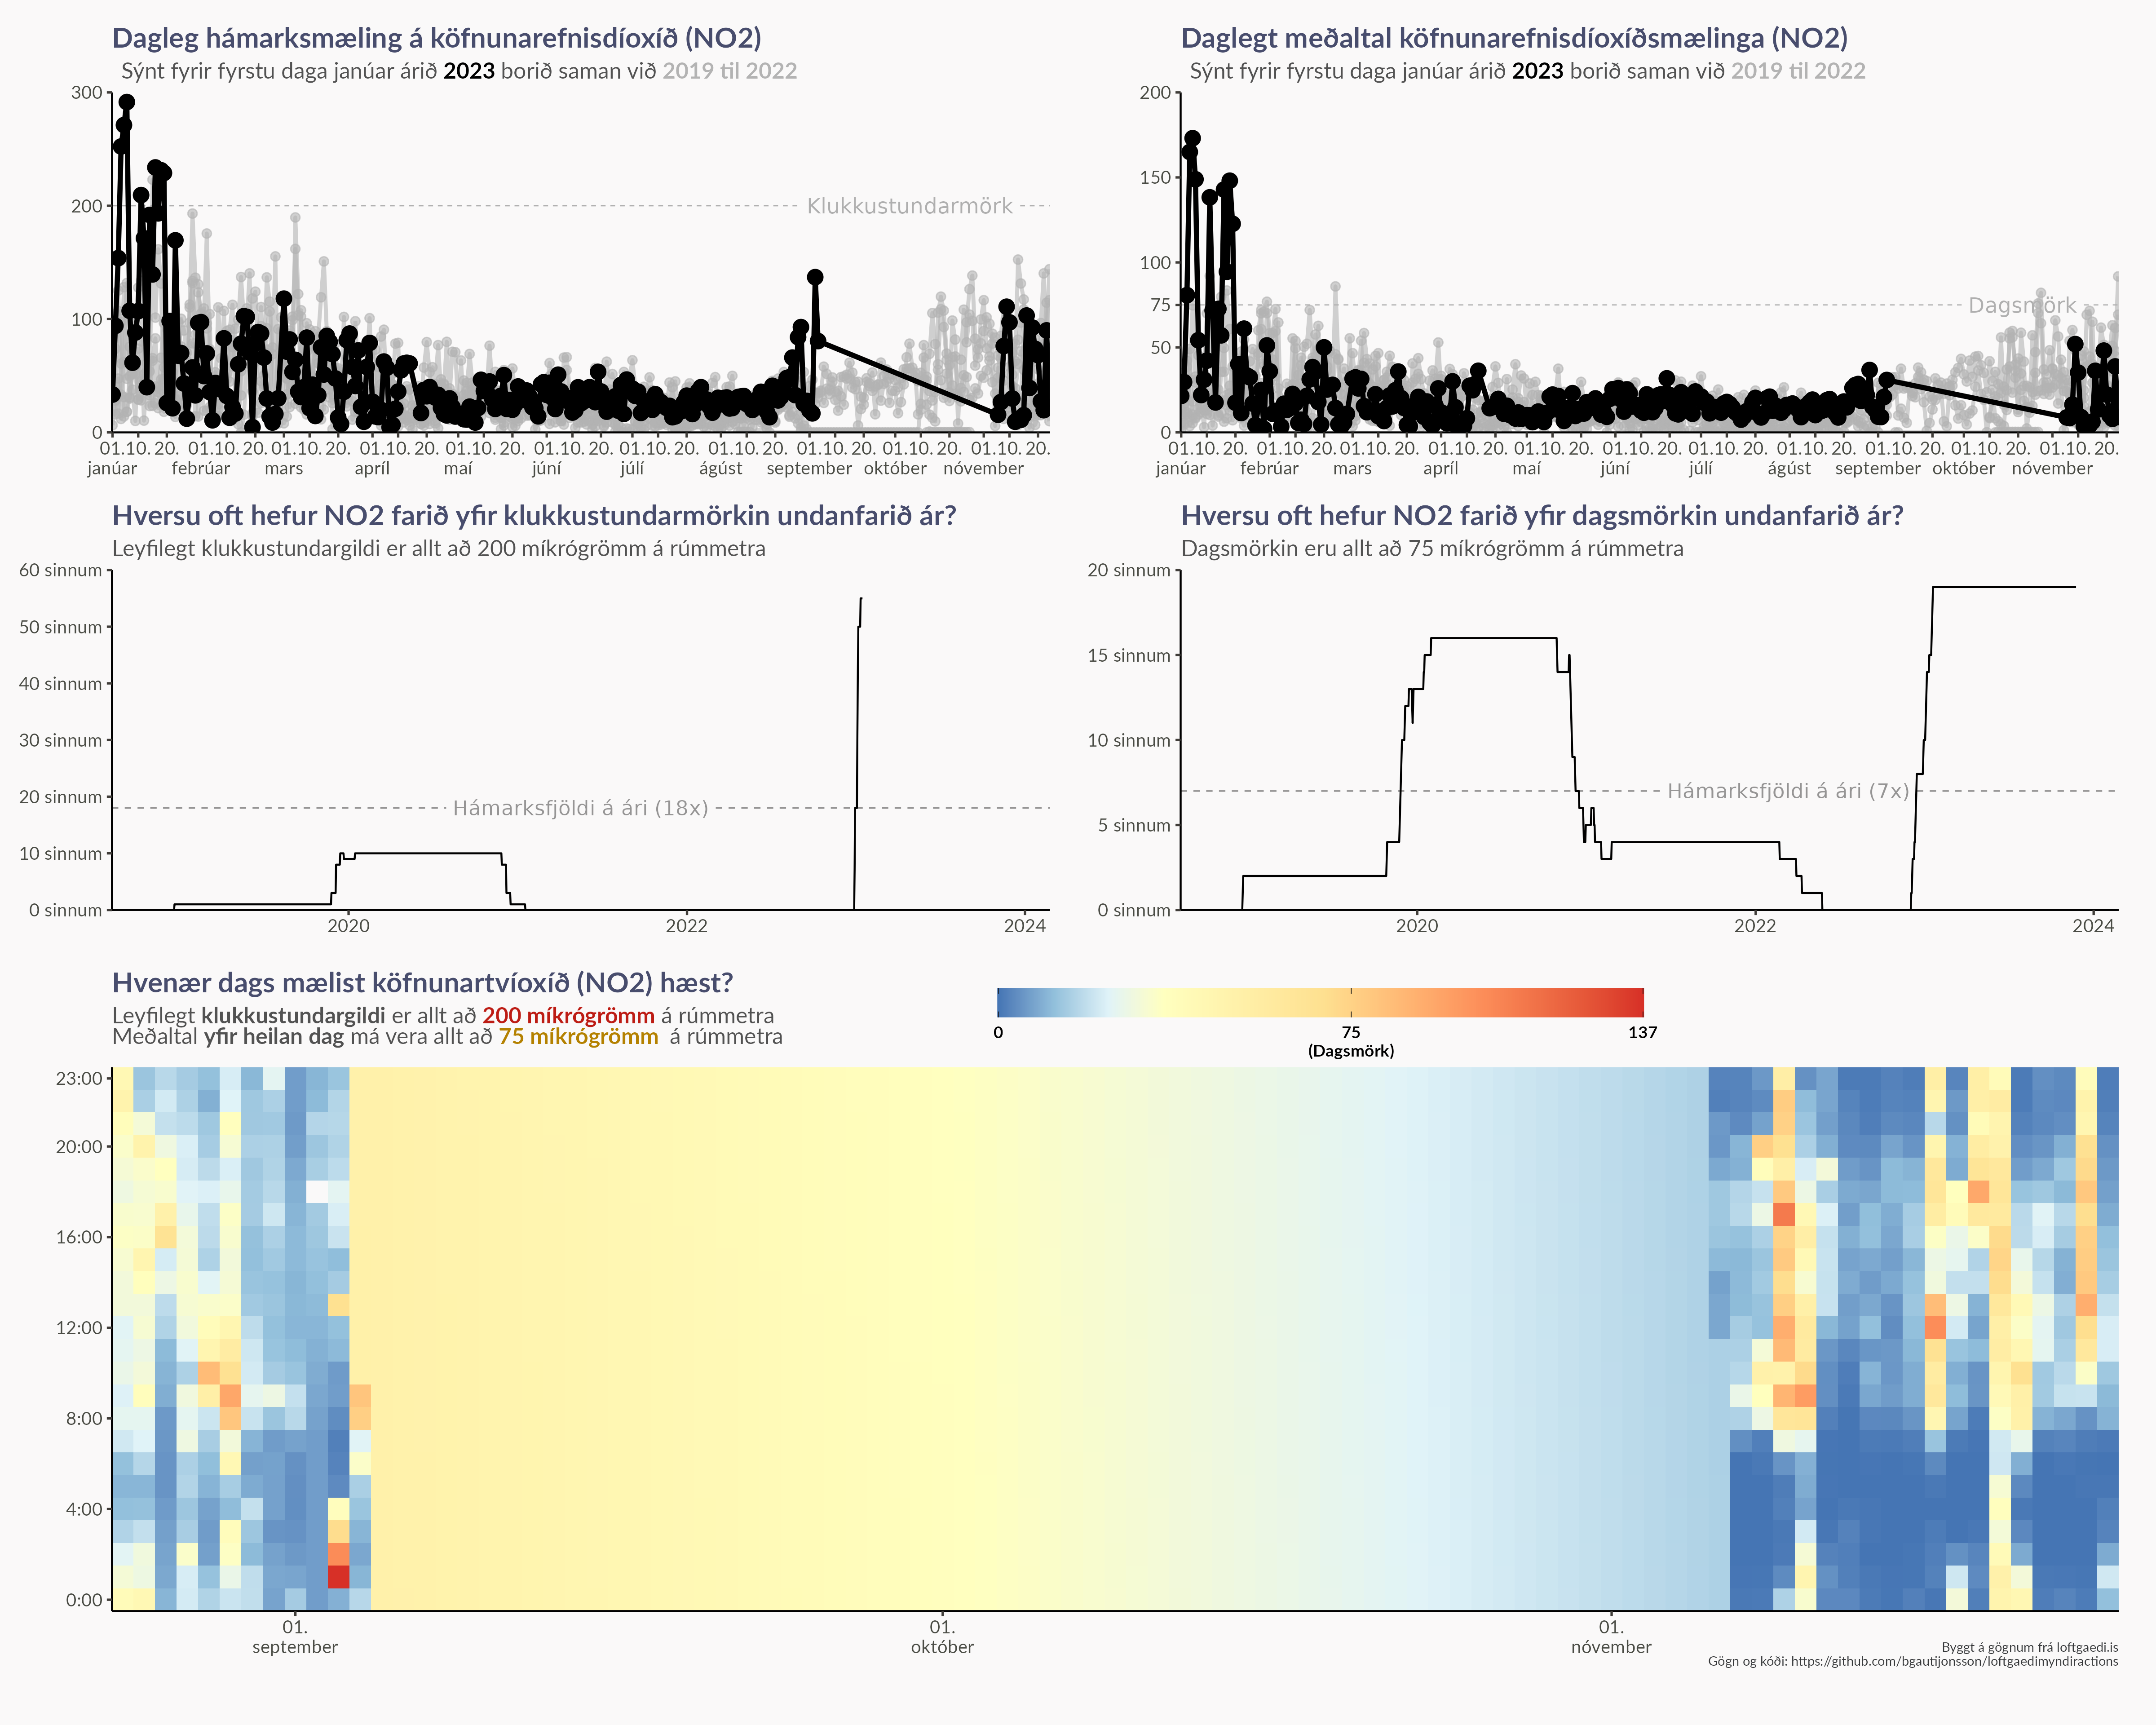 Dagleg hámarksmæling á köfnunarefnisdíoxíð (NO2)
Sýnt fyrir fyrstu daga janúar árið 2023 borið saman við 2019 til 2022
300
200
100
0
Klukkustundarmörk
01. 10. 20. 01. 10. 20. 01. 10. 20. 01. 10. 20. 01. 10. 20. 01. 10. 20. 01. 10. 20. 01. 10. 20. 01. 10. 20. 01. 10. 20. 01. 10. 20.
janúar febrúar mars apríl maí júní júlí ágúst september október nóvember
Daglegt meðaltal köfnunarefnisdíoxíðsmælinga (NO2)
Sýnt fyrir fyrstu daga janúar árið 2023 borið saman við 2019 til 2022
200
150
100
75
50
0
Dagsmörk
01. 10. 20. 01. 10. 20. 01. 10. 20. 01. 10. 20. 01. 10. 20. 01. 10. 20. 01. 10. 20. 01. 10. 20. 01. 10. 20. 01. 10. 20. 01. 10. 20.
janúar febrúar mars apríl maí júní júlí ágúst september október nóvember
Hversu oft hefur NO2 farið yfir klukkustundarmörkin undanfarið ár?
Leyfilegt klukkustundargildi er allt að 200 míkrógrömm á rúmmetra
60 sinnum
50 sinnum
40 sinnum
30 sinnum
20 sinnum
10 sinnum
0 sinnum
Hámarksfjöldi á ári (18x)
2020 2022 2024
Hversu oft hefur NO2 farið yfir dagsmörkin undanfarið ár?
Dagsmörkin eru allt að 75 míkrógrömm á rúmmetra
20 sinnum
15 sinnum
10 sinnum
5 sinnum
0 sinnum
Hámarksfjöldi á ári (7x)
2020 2022 2024
Hvenær dags mælist köfnunartvíoxíð (NO2) hæst?
Leyfilegt klukkustundargildi er allt að 200 míkrógrömm á rúmmetra
Meðaltal yfir heilan dag má vera allt að 75 míkrógrömm á rúmmetra
0 75 137
(Dagsmörk)
23:00
20:00
16:00
12:00
8:00
4:00
0:00
01. 01. 01.
september október nóvember
Byggt á gögnum frá loftgaedi.is
Gögn og kóði: https://github.com/bgautijonsson/loftgaedimyndiractions